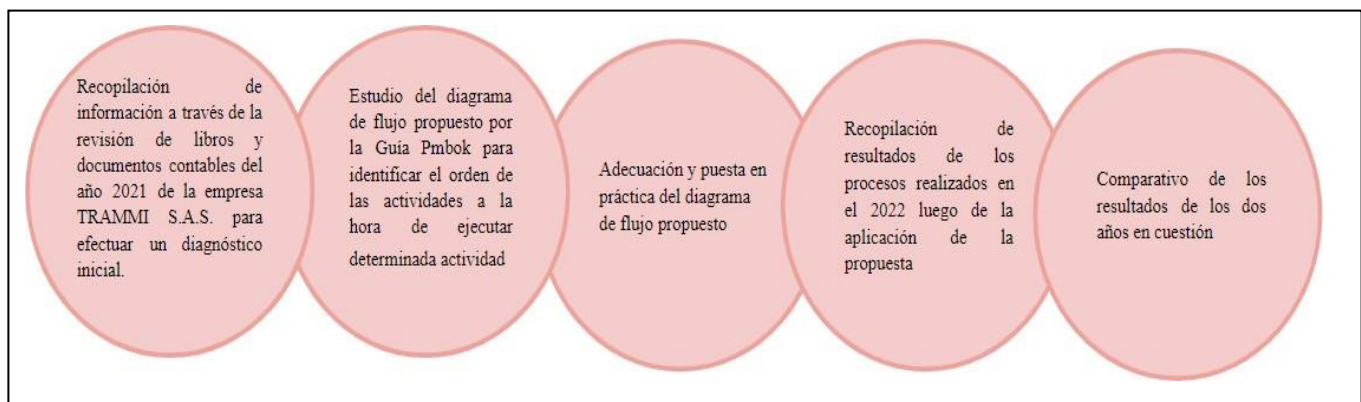 Recopilación de
información a través de la
revisión de libros y
documentos contables del
año 2021 de la empresa
TRAMMI S.A.S. para
efectuar un diagnóstico
inicial.
Estudio del diagrama
de flujo propuesto por
la Guía Pmbok para
identificar el orden de
las actividades a la
hora de ejecutar
determinada actividad
Adecuación y puesta en
práctica del diagrama
de flujo propuesto
Recopilación de
resultados de los
procesos realizados en
el 2022 luego de la
aplicación de la
propuesta
Comparativo de los
resultados de los dos
años en cuestión